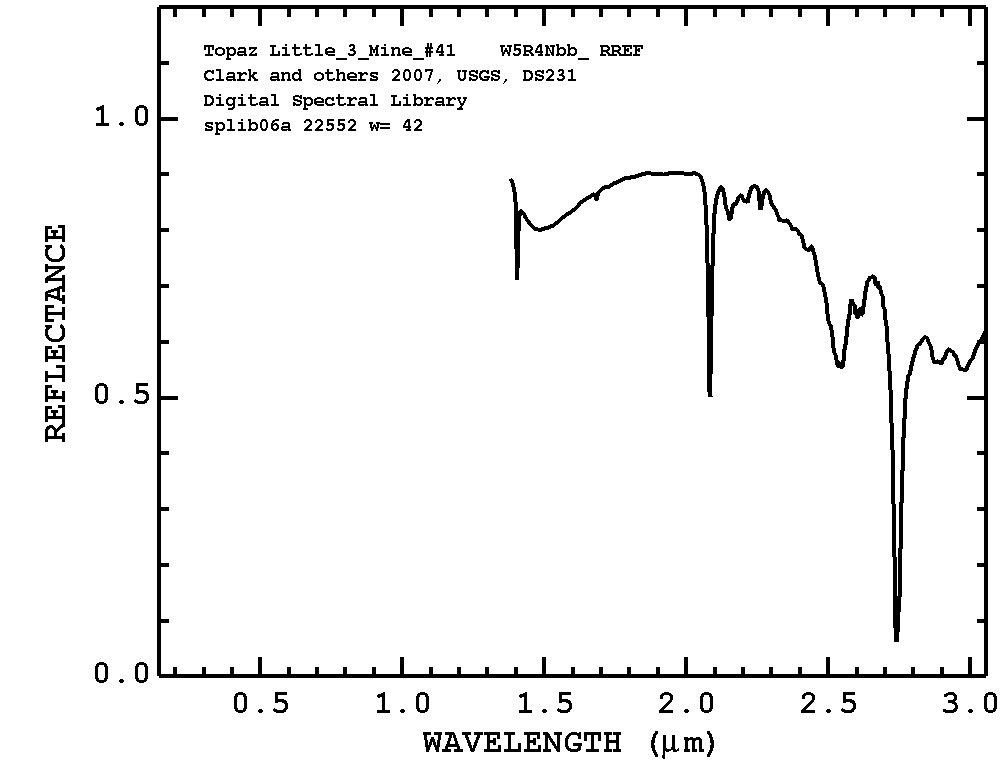 Topaz Little_3_Mine_#41 W5R4Nbb_ RREF
Clark and others 2007, USGS, DS231
Digital Spectral Library
splib06a 22552 w= 42
1.0
0.5
0.0
REFLECTANCE
0.5 1.0 1.5 2.0 2.5 3.0
WAVELENGTH (μm)